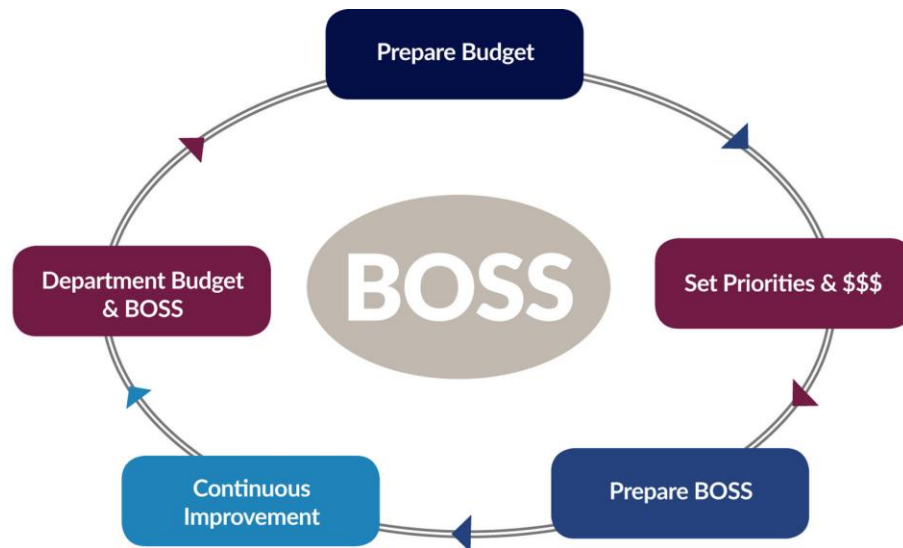 Prepare Budget
Set Priorities & $$$
Prepare BOSS
Continuous
Improvement
Department Budget
& BOSS
BOSS